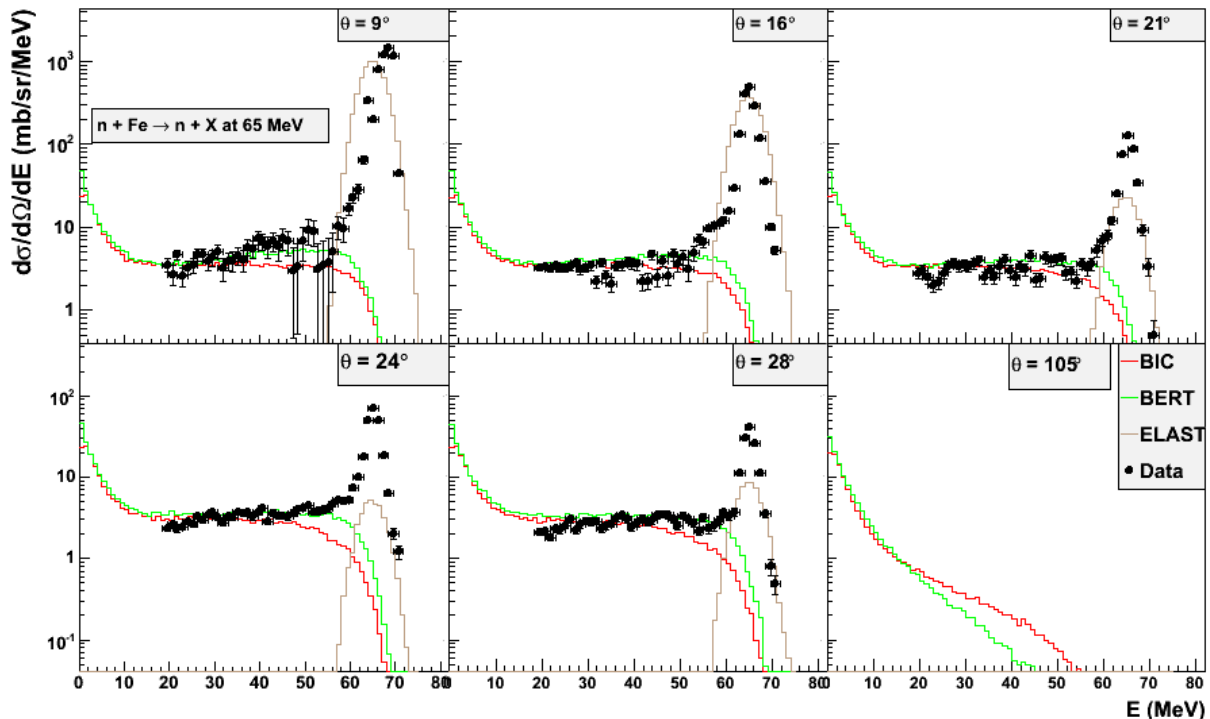 θ = 9°
θ = 16°
θ = 21°
n + Fe → n + X at 65 MeV
dσ/dΩ/dE (mb/sr/MeV)
10³
10²
10
1
θ = 24°
θ = 28°
θ = 105°
BIC
BERT
ELAST
Data
10²
10
1
10⁻¹
0 10 20 30 40 50 60 70 80
0 10 20 30 40 50 60 70 80
0 10 20 30 40 50 60 70 80
E (MeV)